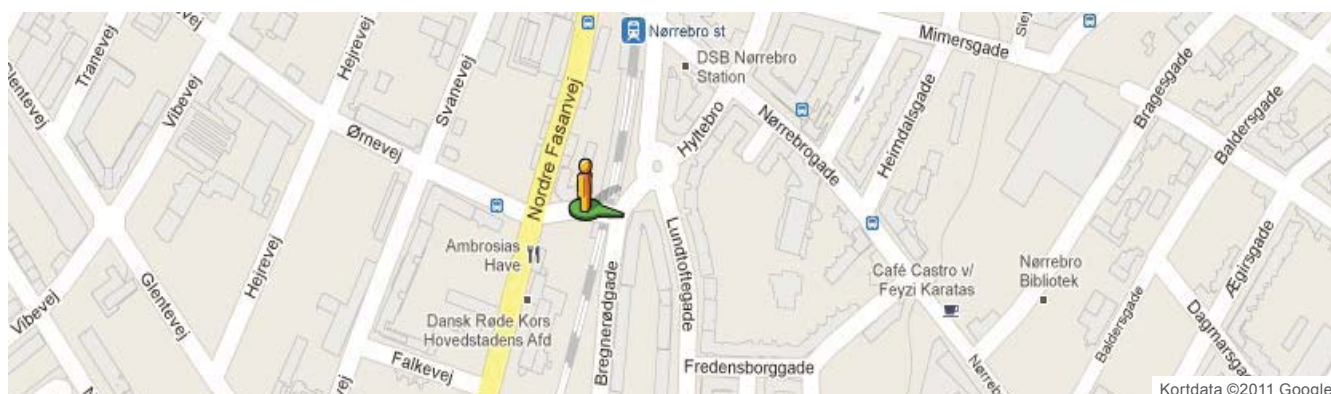 Glentevej
Tranevej
Vibevej
Hejrevej
Svanevej
Ørnevej
Nordre Fasanvej
Nørrebro st
DSB Nørrebro
Station
Hyltebro
Mimersgade
Nørrebrogade
Heimdalsgade
Bragesgade
Baldersgade
Ægirsgade
Ambrosias
Have
Lundtoftegade
Café Castro v/
Feyzi Karatas
Nørrebro
Bibliotek
Vibevej
Glentevej
Hejrevej
Dansk Røde Kors
Hovedstadens Afd
Falkevej
Bregnerødgade
Fredensborggade
Baldersgade
Kortdata ©2011 Google